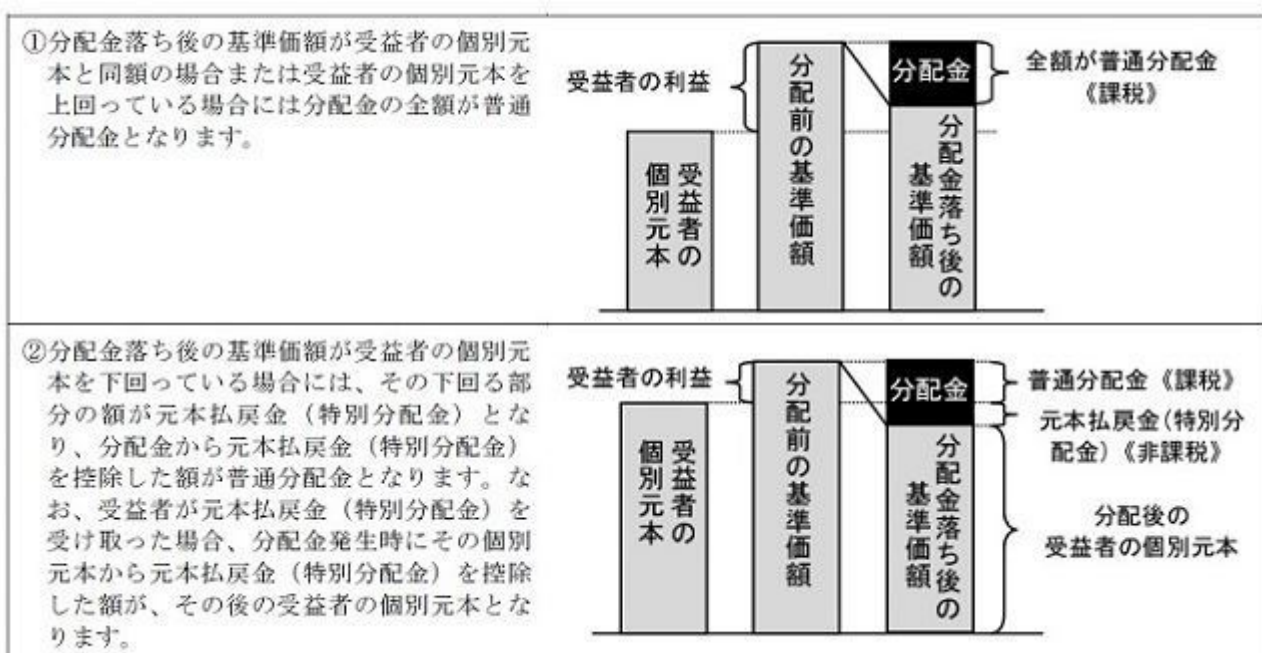 ①分配金落ち後の基準価額が受益者の個別元
本と同額の場合または受益者の個別元本を
上回っている場合には分配金の全額が普通
分配金となります。
受益者の利益
受益者の
個別元本
分配前の基準価額
分配金
分配金落ち後の
基準価額
全額が普通分配金
《課税》
②分配金落ち後の基準価額が受益者の個別元
本を下回っている場合には、その下回る部
分の額が元本払戻金（特別分配金）とな
り、分配金から元本払戻金（特別分配金）
を控除した額が普通分配金となります。な
お、受益者が元本払戻金（特別分配金）を
受け取った場合、分配金発生時にその個別
元本から元本払戻金（特別分配金）を控除
した額が、その後の受益者の個別元本とな
ります。
受益者の利益
受益者の
個別元本
分配前の基準価額
分配金
分配金落ち後の
基準価額
普通分配金《課税》
元本払戻金（特別分
配金）《非課税》
分配後の
受益者の個別元本